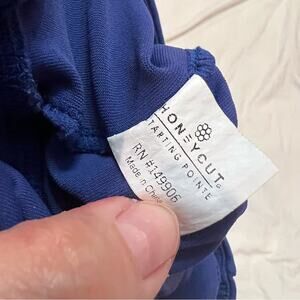 HONEYCUT
STARTING POINTE
RN #149906
Made in China